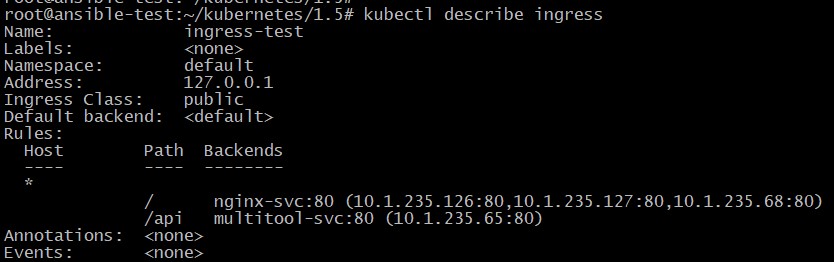 root@ansible-test:~/kubernetes/1.5#
root@ansible-test:~/kubernetes/1.5# kubectl describe ingress
Name:             ingress-test
Labels:           <none>
Namespace:        default
Address:          127.0.0.1
Ingress Class:    public
Default backend:  <default>
Rules:
  Host        Path  Backends
  ----        ----  --------
  *
              /      nginx-svc:80 (10.1.235.126:80,10.1.235.127:80,10.1.235.68:80)
              /api   multitool-svc:80 (10.1.235.65:80)
Annotations:  <none>
Events:       <none>